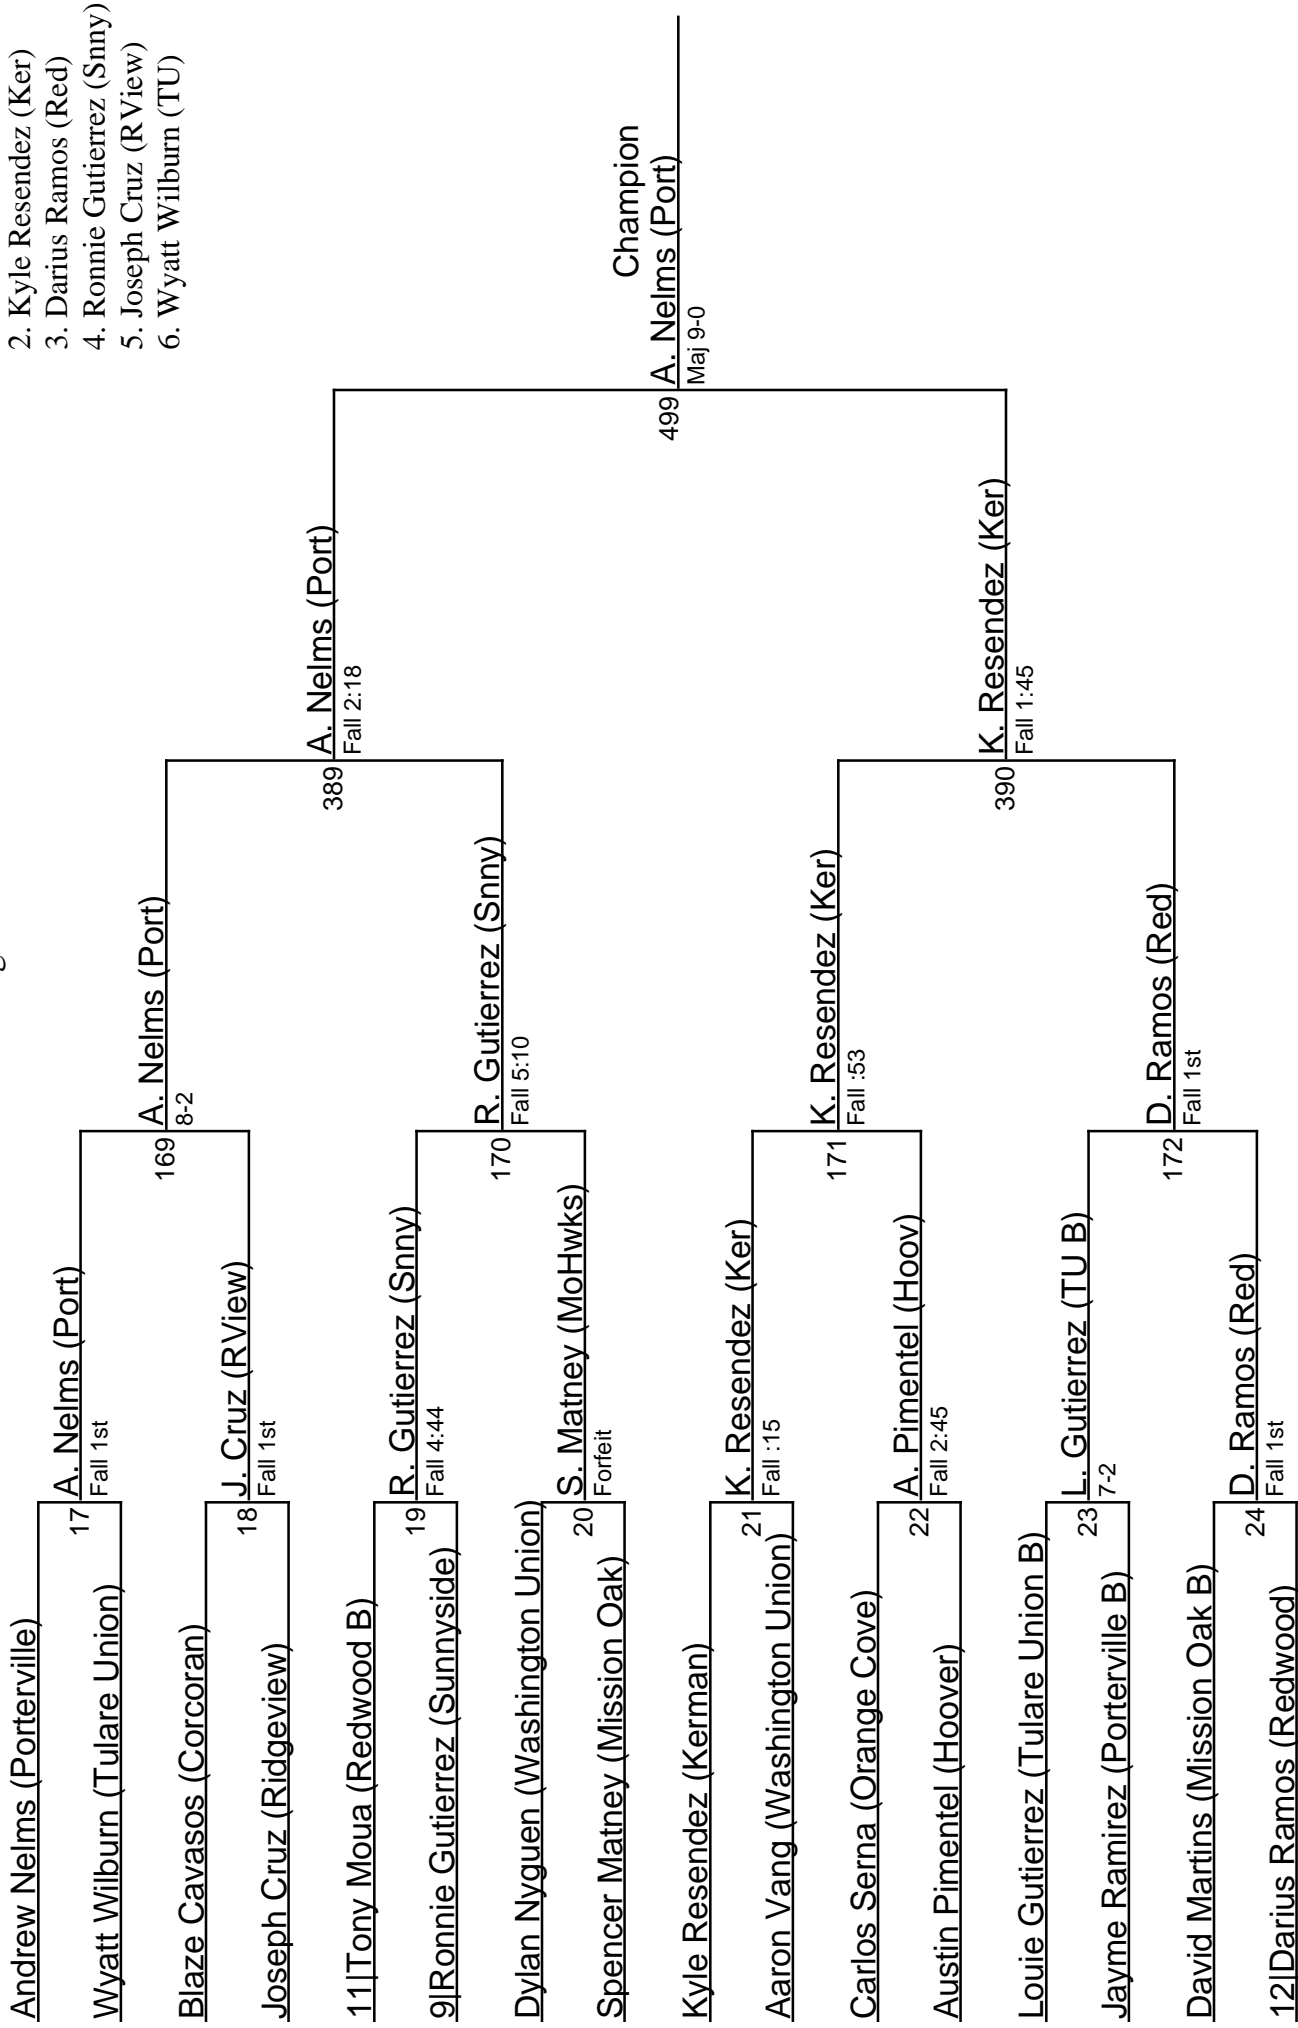 2. Kyle Resendez (Ker)
3. Darius Ramos (Red)
4. Ronnie Gutierrez (Snny)
5. Joseph Cruz (RView)
6. Wyatt Wilburn (TU)
Andrew Nelms (Porterville)
17
Wyatt Wilburn (Tulare Union)
A. Nelms (Port)
Fall 1st
Blaze Cavasos (Corcoran)
18
Joseph Cruz (Ridgeview)
J. Cruz (RView)
Fall 1st
11|Tony Moua (Redwood B)
19
9|Ronnie Gutierrez (Sunnyside)
R. Gutierrez (Snny)
Fall 4:44
Dylan Nyguen (Washington Union)
20
Spencer Matney (Mission Oak)
S. Matney (MoHwks)
Forfeit
Kyle Resendez (Kerman)
21
Aaron Vang (Washington Union)
K. Resendez (Ker)
Fall :15
Carlos Serna (Orange Cove)
22
Austin Pimentel (Hoover)
A. Pimentel (Hoov)
Fall 2:45
Louie Gutierrez (Tulare Union B)
23
Jayme Ramirez (Porterville B)
L. Gutierrez (TU B)
7-2
David Martins (Mission Oak B)
24
12|Darius Ramos (Redwood)
D. Ramos (Red)
Fall 1st
169
A. Nelms (Port)
8-2
170
R. Gutierrez (Snny)
Fall 5:10
171
K. Resendez (Ker)
Fall :53
172
D. Ramos (Red)
Fall 1st
389
A. Nelms (Port)
Fall 2:18
390
K. Resendez (Ker)
Fall 1:45
499
Champion
A. Nelms (Port)
Maj 9-0